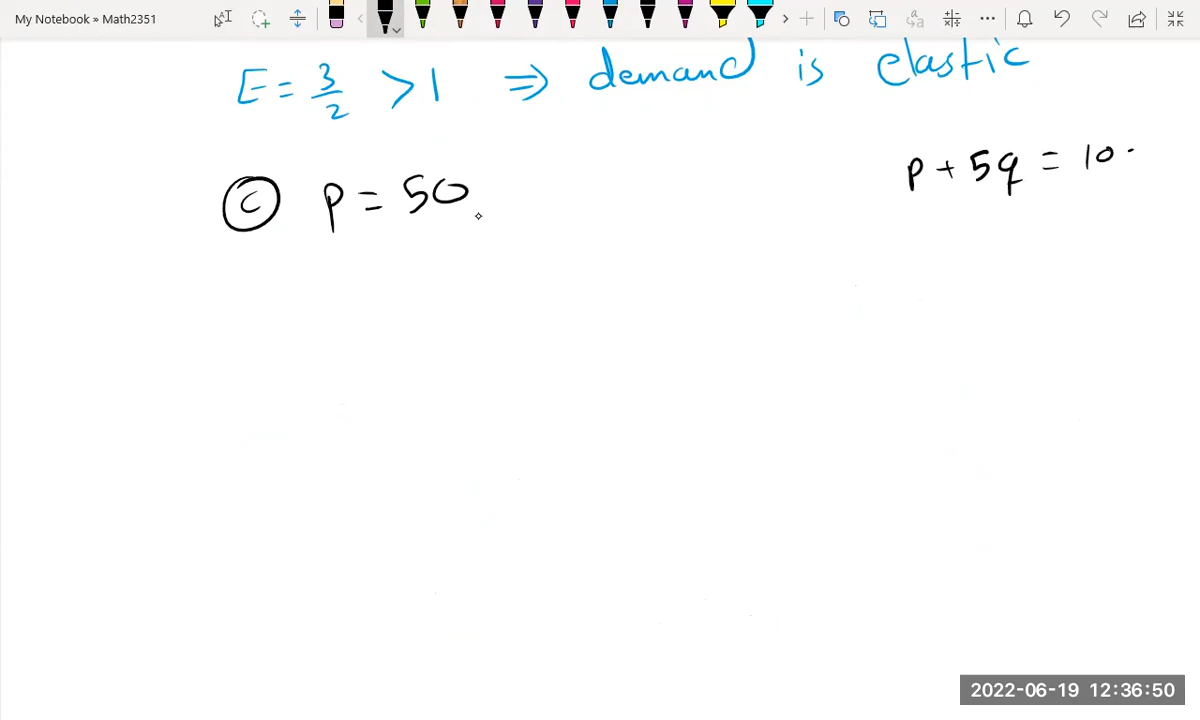 My Notebook » Math2351
E = 3/2 > 1 ⇒ demand is elastic
p + 5q = 10
c p = 50
2022-06-19 12:36:50